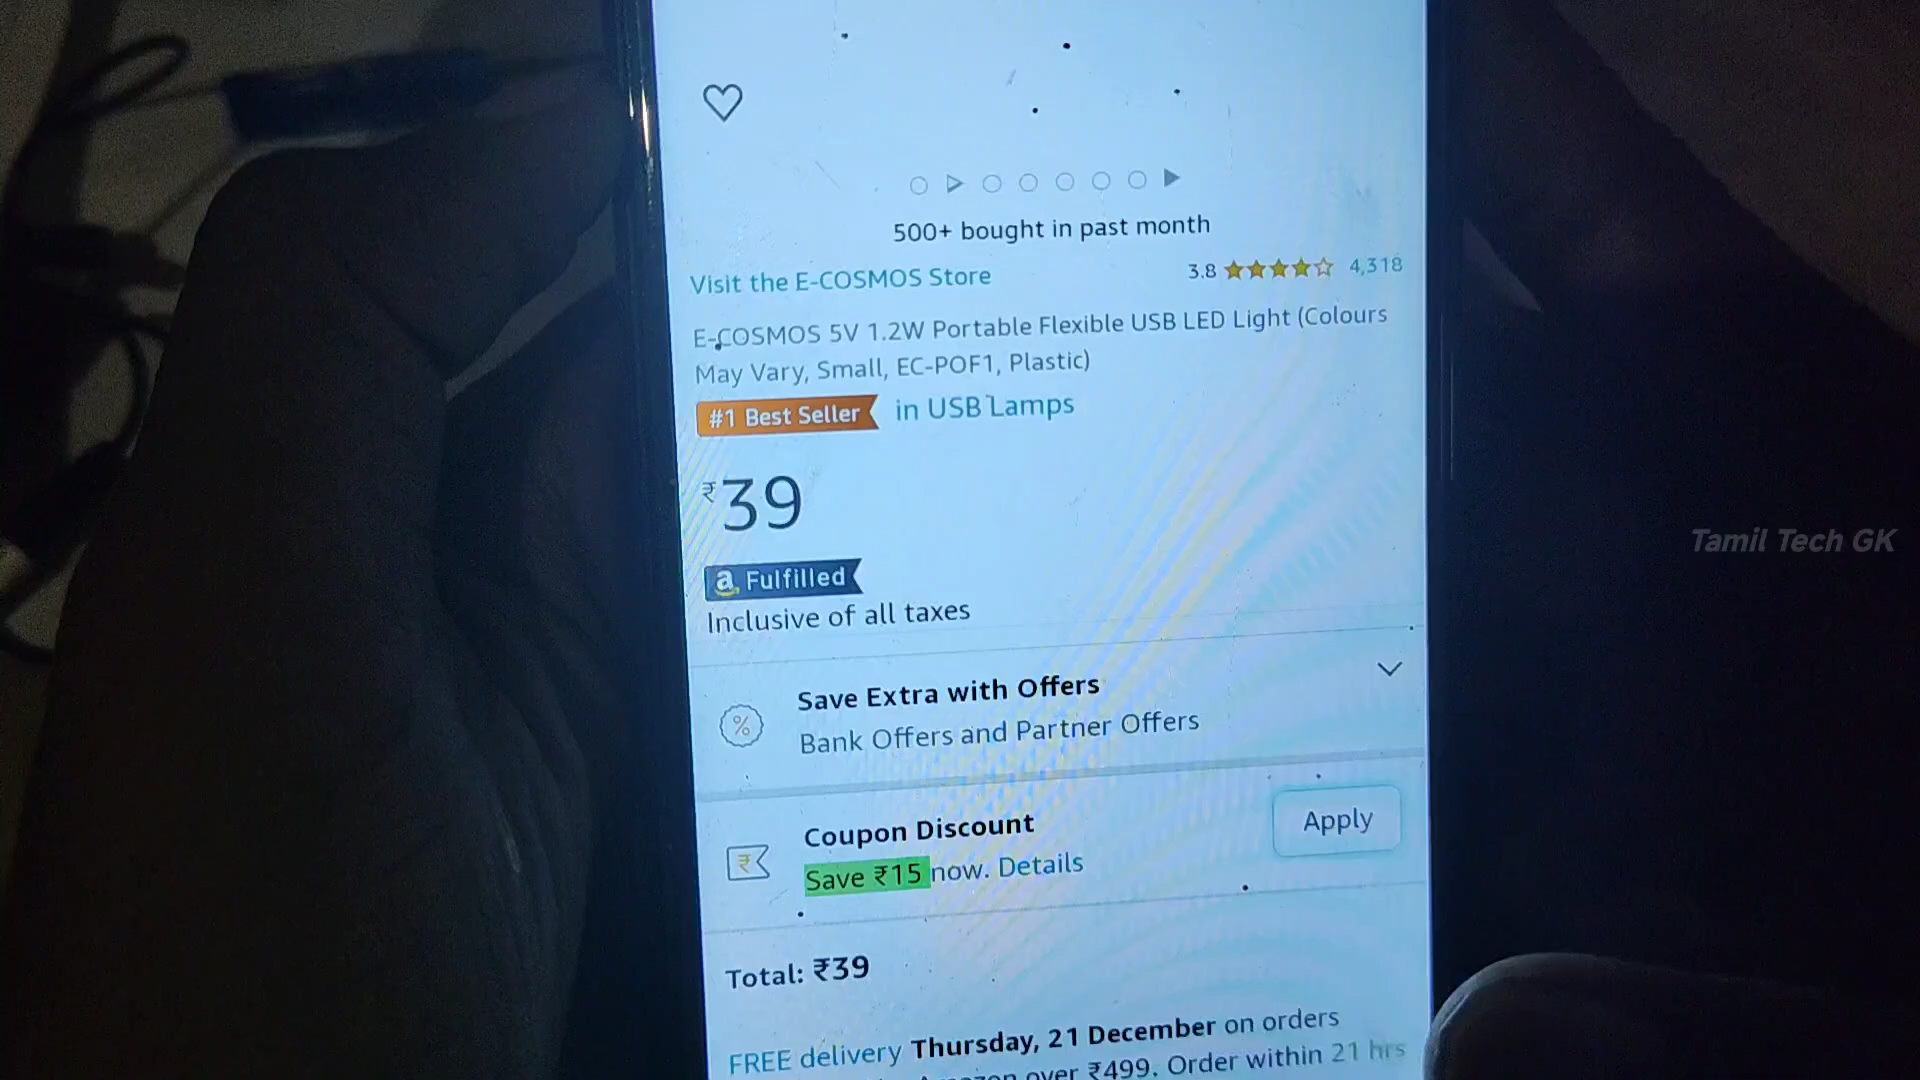 500+ bought in past month
Visit the E-COSMOS Store
3.8 4,318
E-COSMOS 5V 1.2W Portable Flexible USB LED Light (Colours
May Vary, Small, EC-POF1, Plastic)
#1 Best Seller in USB Lamps
₹39
a Fulfilled
Inclusive of all taxes
Save Extra with Offers
%
Bank Offers and Partner Offers
Coupon Discount
Apply
₹
Save ₹15 now. Details
Total: ₹39
FREE delivery Thursday, 21 December on orders
over ₹499. Order within 21 hrs
Tamil Tech GK